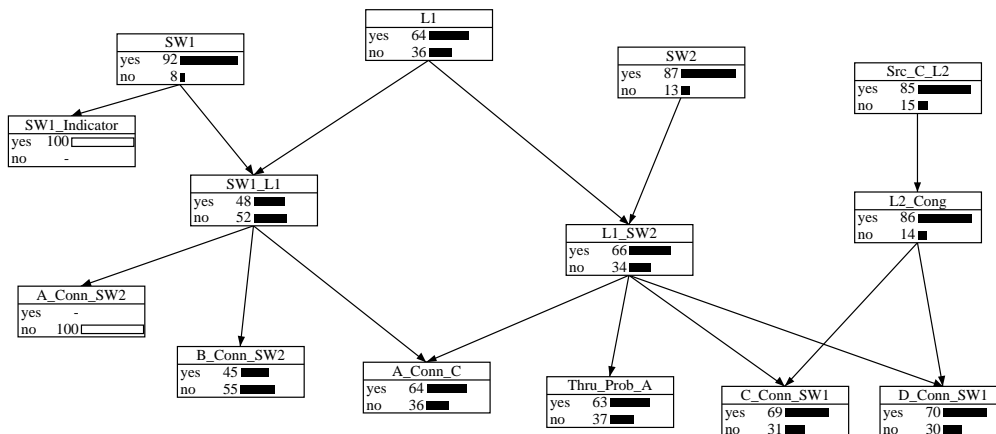 L1
yes 64
no 36
SW1
yes 92
no 8
SW2
yes 87
no 13
Src_C_L2
yes 85
no 15
SW1_Indicator
yes 100
no -
SW1_L1
yes 48
no 52
L2_Cong
yes 86
no 14
L1_SW2
yes 66
no 34
A_Conn_SW2
yes -
no 100
B_Conn_SW2
yes 45
no 55
A_Conn_C
yes 64
no 36
Thru_Prob_A
yes 63
no 37
C_Conn_SW1
yes 69
no 31
D_Conn_SW1
yes 70
no 30